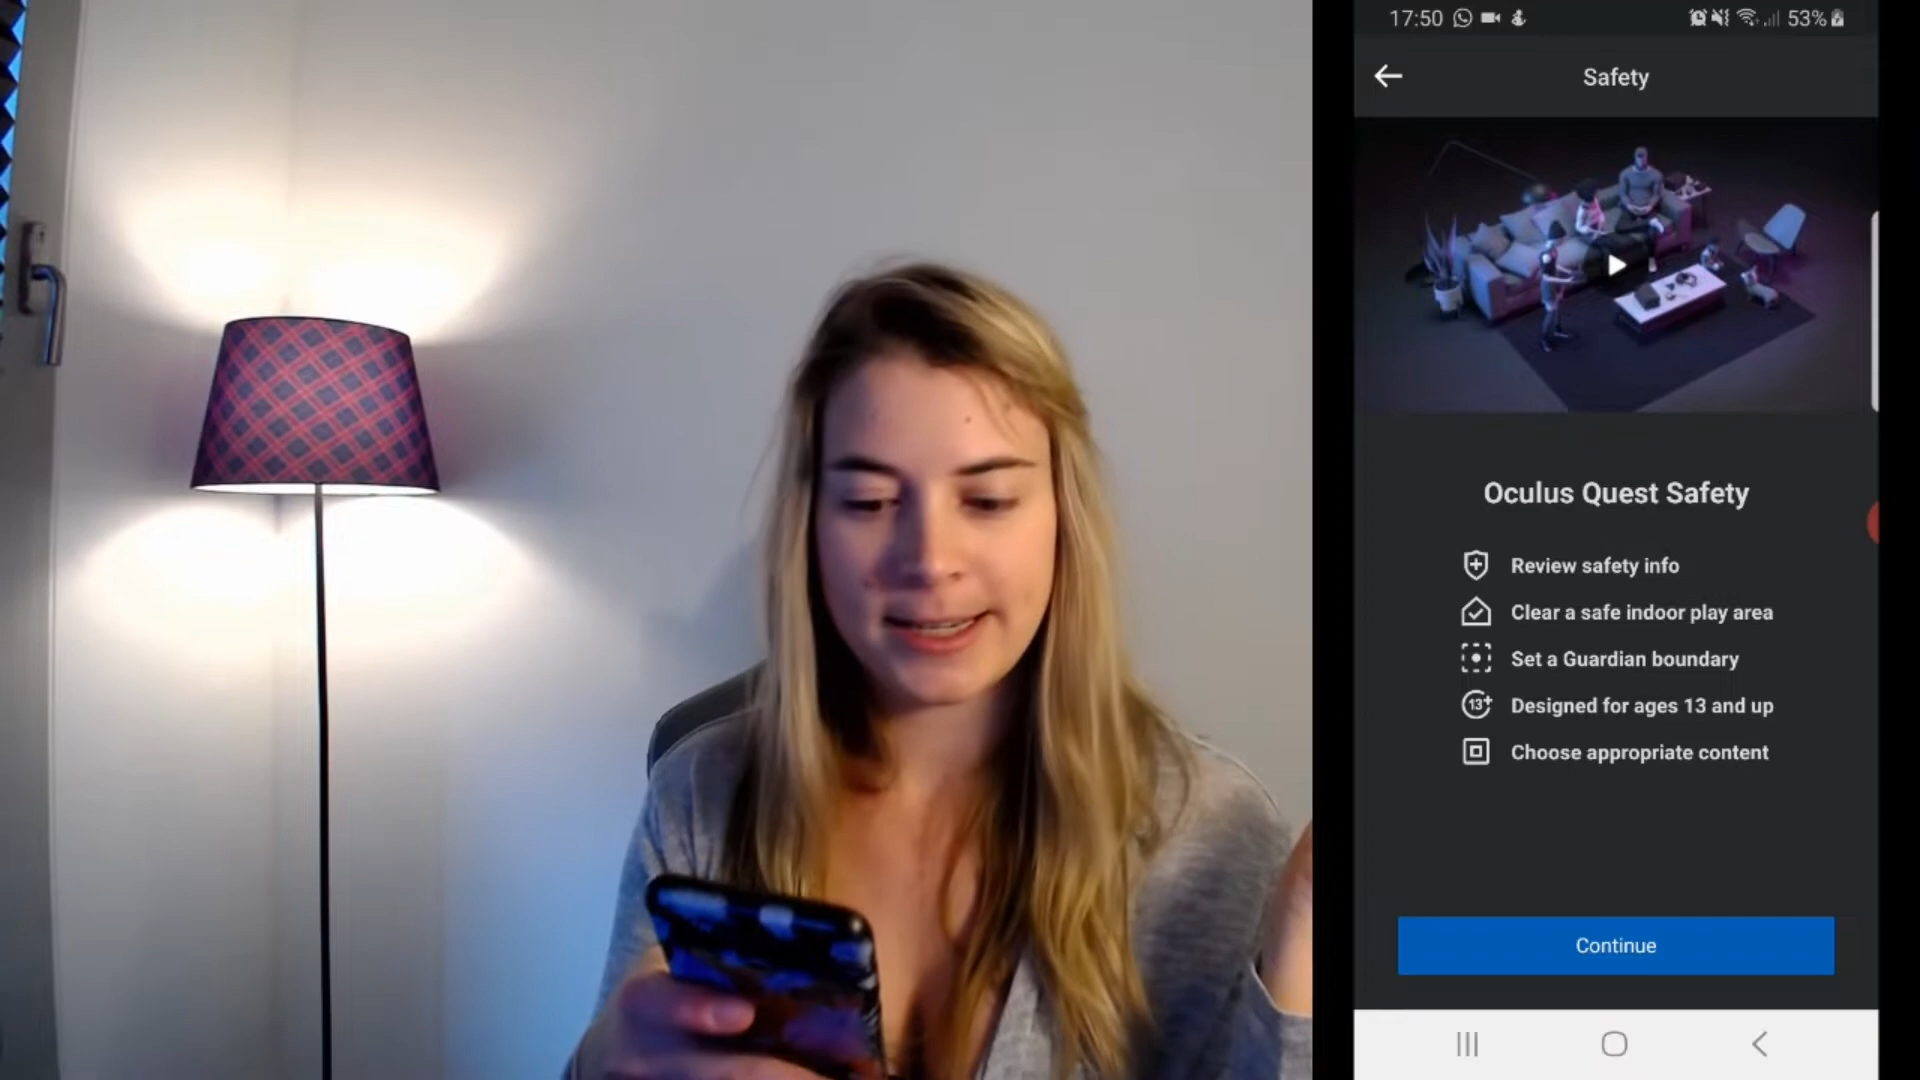 17:50
53%
Safety
Oculus Quest Safety
Review safety info
Clear a safe indoor play area
Set a Guardian boundary
13+ Designed for ages 13 and up
Choose appropriate content
Continue